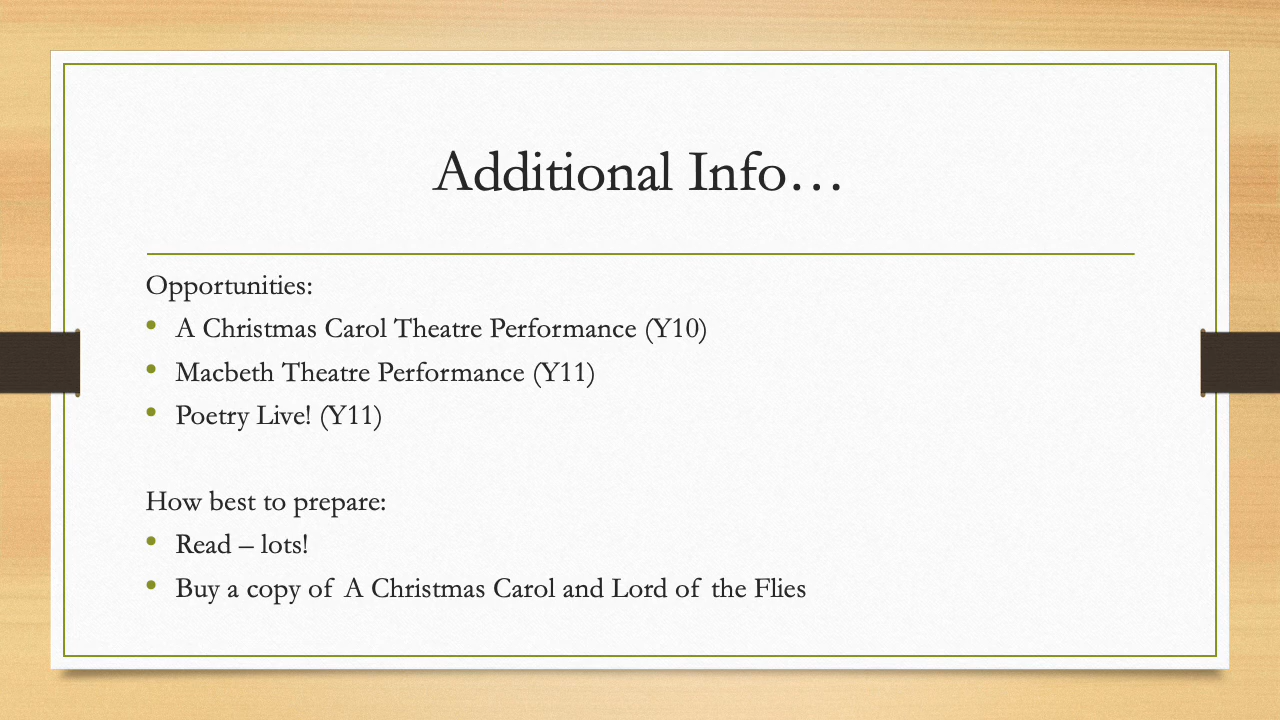 Additional Info…
Opportunities:
• A Christmas Carol Theatre Performance (Y10)
• Macbeth Theatre Performance (Y11)
• Poetry Live! (Y11)
How best to prepare:
• Read – lots!
• Buy a copy of A Christmas Carol and Lord of the Flies